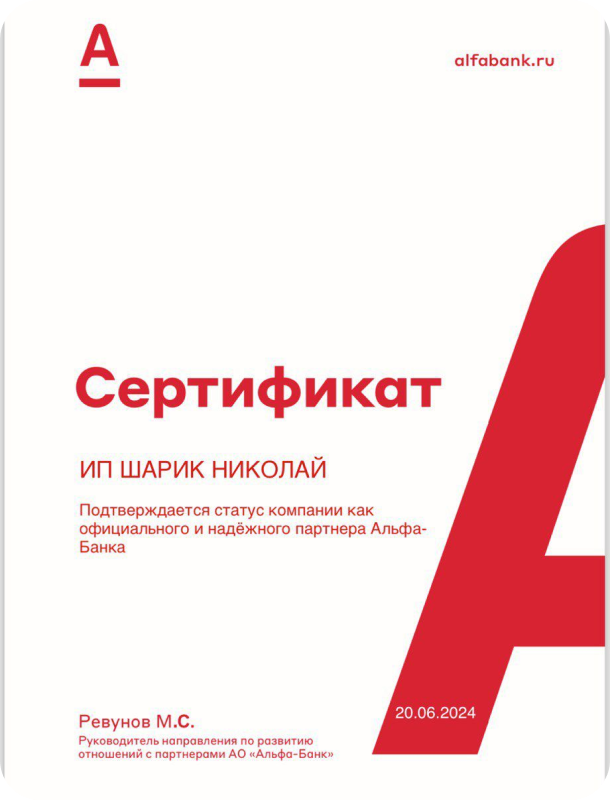 А
alfabank.ru
Сертификат
ИП ШАРИК НИКОЛАЙ
Подтверждается статус компании как
официального и надёжного партнера Альфа-
Банка
20.06.2024
Ревунов М.С.
Руководитель направления по развитию
отношений с партнерами АО «Альфа-Банк»